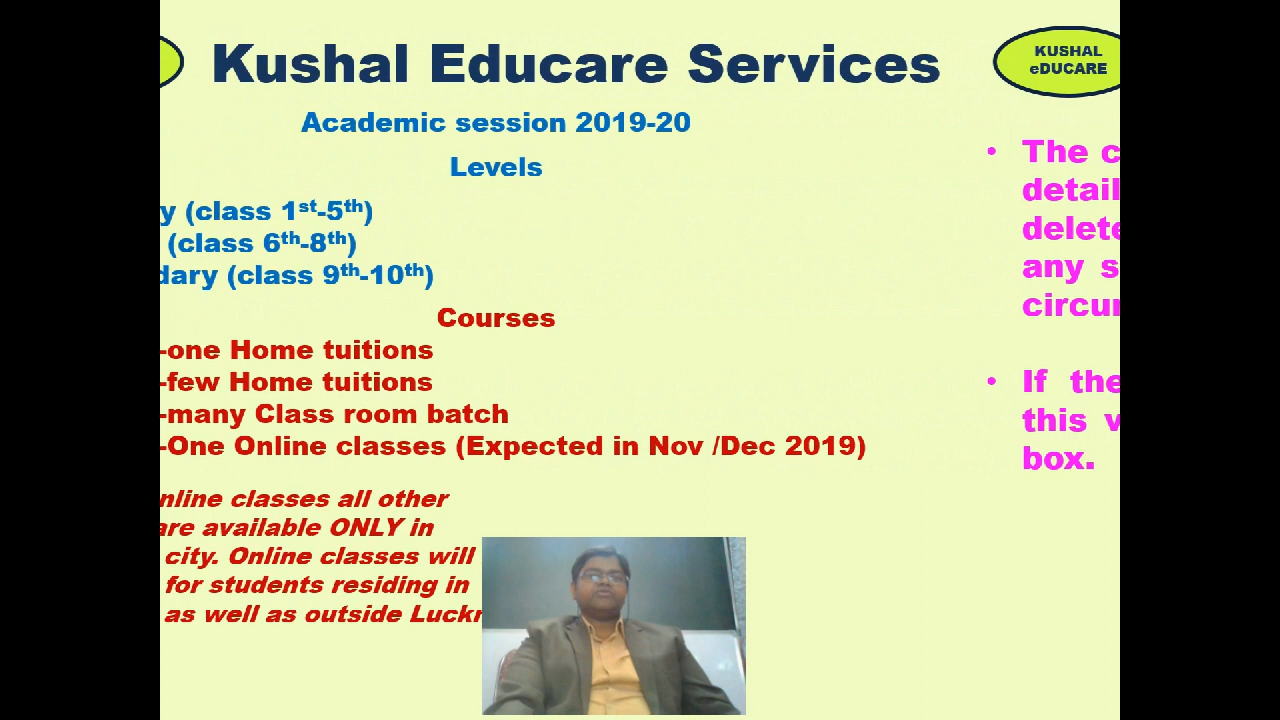 Kushal Educare Services
KUSHAL
eDUCARE
Academic session 2019-20
Levels
y (class 1st-5th)
(class 6th-8th)
dary (class 9th-10th)
Courses
-one Home tuitions
-few Home tuitions
-many Class room batch
-One Online classes (Expected in Nov /Dec 2019)
nline classes all other
are available ONLY in
city. Online classes will
for students residing in
as well as outside Luckn
• The c
detail
delete
any s
circum
• If the
this v
box.